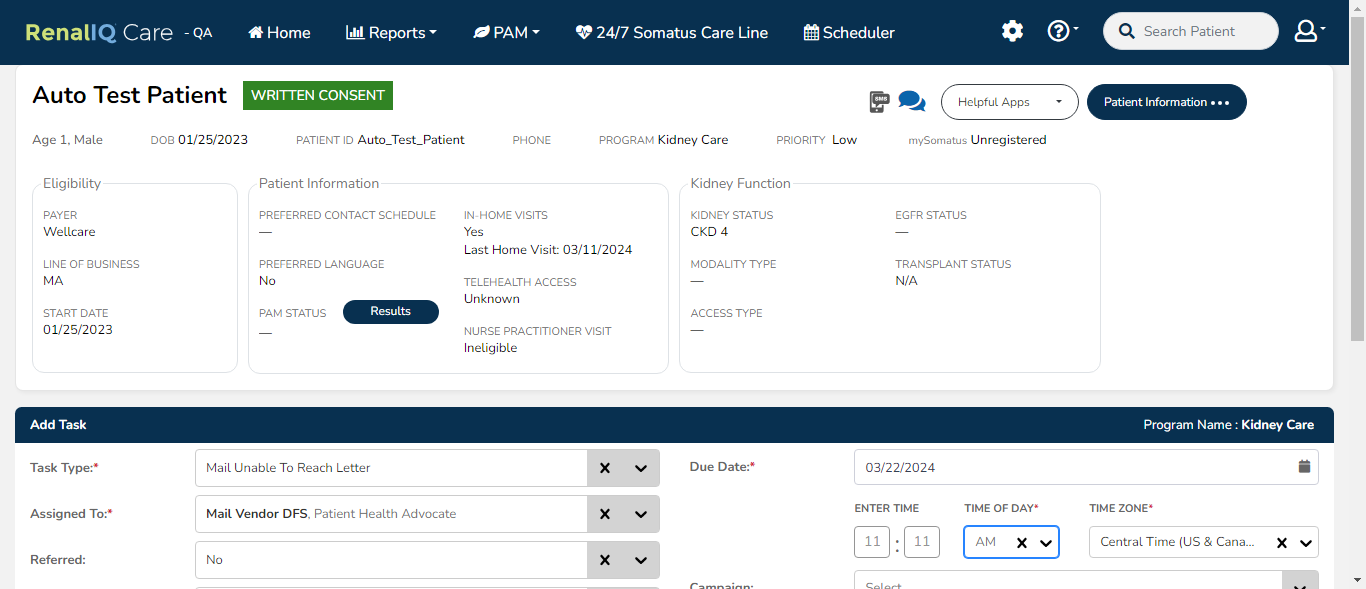 RenalIQ Care - QA Home Reports PAM 24/7 Somatus Care Line Scheduler Search Patient
Auto Test Patient WRITTEN CONSENT SMS Helpful Apps Patient Information
Age 1, Male DOB 01/25/2023 PATIENT ID Auto_Test_Patient PHONE PROGRAM Kidney Care PRIORITY Low mySomatus Unregistered
Eligibility
PAYER
Wellcare
LINE OF BUSINESS
MA
START DATE
01/25/2023
Patient Information
PREFERRED CONTACT SCHEDULE
—
PREFERRED LANGUAGE
No
PAM STATUS Results
—
IN-HOME VISITS
Yes
Last Home Visit: 03/11/2024
TELEHEALTH ACCESS
Unknown
NURSE PRACTITIONER VISIT
Ineligible
Kidney Function
KIDNEY STATUS
CKD 4
MODALITY TYPE
—
ACCESS TYPE
—
EGFR STATUS
—
TRANSPLANT STATUS
N/A
Add Task Program Name : Kidney Care
Task Type:* Mail Unable To Reach Letter
Assigned To:* Mail Vendor DFS, Patient Health Advocate
Referred: No
Due Date:* 03/22/2024
ENTER TIME TIME OF DAY* TIME ZONE*
11 : 11 AM Central Time (US & Cana...
Campaign: Select